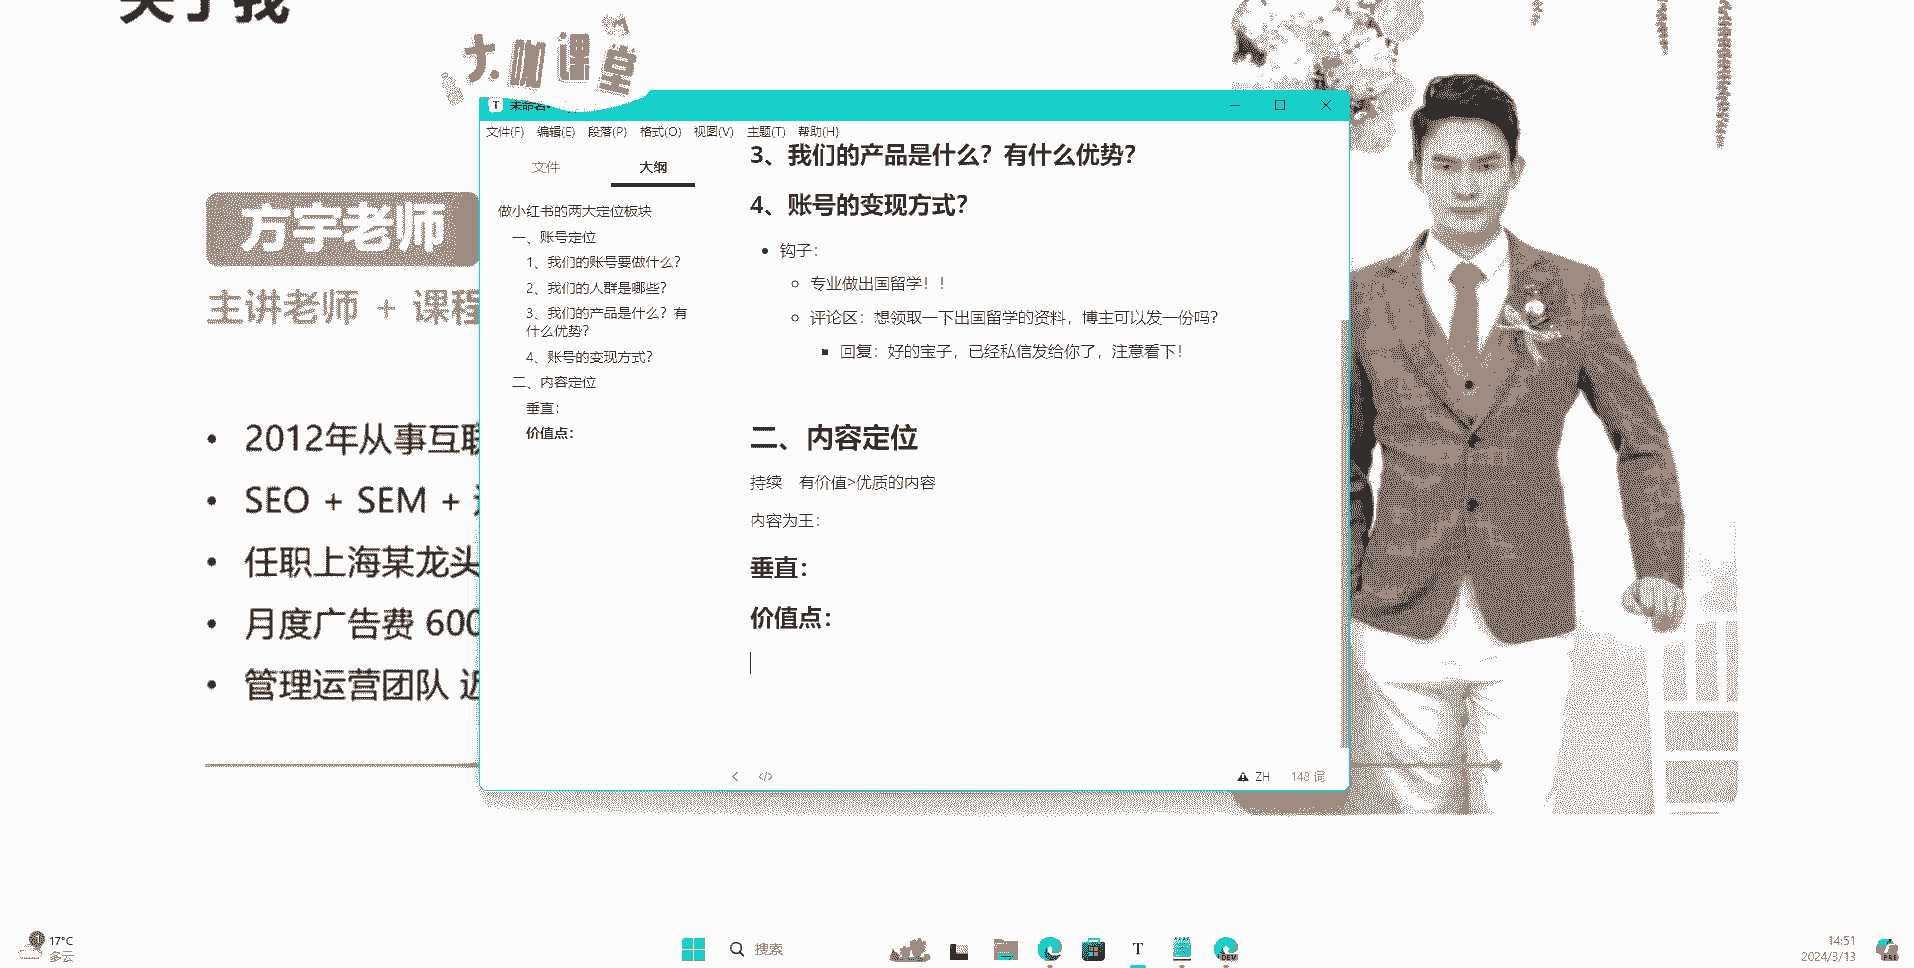 关于我
大咖课堂
未命名
文件(F) 编辑(E) 段落(P) 格式(O) 视图(V) 主题(T) 帮助(H)
文件 大纲
做小红书的两大定位板块
一、账号定位
1、我们的账号要做什么？
2、我们的人群是哪些？
3、我们的产品是什么？有
什么优势？
4、账号的变现方式？
二、内容定位
垂直：
价值点：
3、我们的产品是什么？有什么优势？
4、账号的变现方式？
钩子：
专业做出国留学！！
评论区：想领取一下出国留学的资料，博主可以发一份吗？
回复：好的宝子，已经私信发给你了，注意看下！
二、内容定位
持续 有价值>优质的内容
内容为王：
垂直：
价值点：
</> ZH 148 词
方宇老师
主讲老师 + 课程
• 2012年从事互联
• SEO + SEM +
• 任职上海某龙头
• 月度广告费 600
• 管理运营团队 近
17°C
多云
搜索
T
DEV
14:51
2024/3/13
PRE